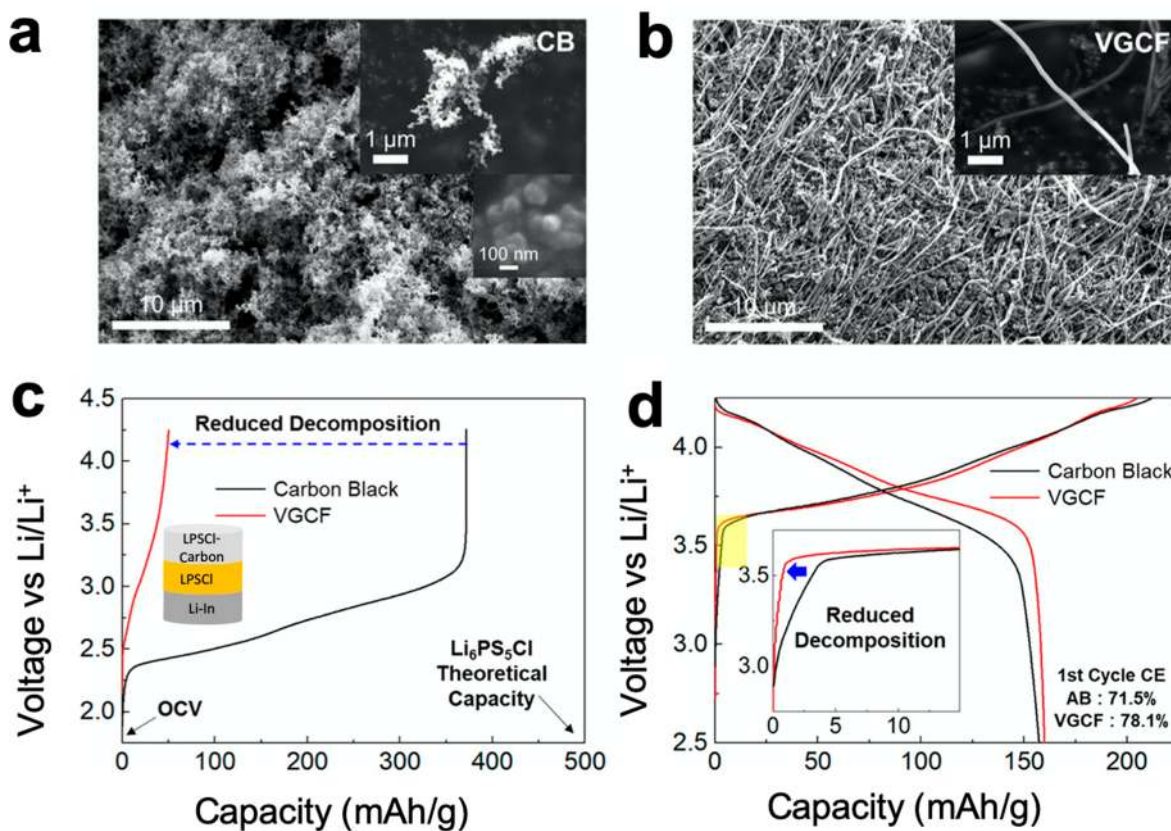 a
CB
1 µm
100 nm
10 µm
b
VGCF
1 µm
10 µm
c
4.5
4.0
3.5
3.0
2.5
2.0
Voltage vs Li/Li⁺
Reduced Decomposition
Carbon Black
VGCF
LPSCl-
Carbon
LPSCl
Li-In
OCV
Li₆PS₅Cl
Theoretical
Capacity
0 100 200 300 400 500
Capacity (mAh/g)
d
4.0
3.5
3.0
2.5
Voltage vs Li/Li⁺
Carbon Black
VGCF
3.5
3.0
0 5 10
Reduced
Decomposition
1st Cycle CE
AB : 71.5%
VGCF : 78.1%
0 50 100 150 200
Capacity (mAh/g)